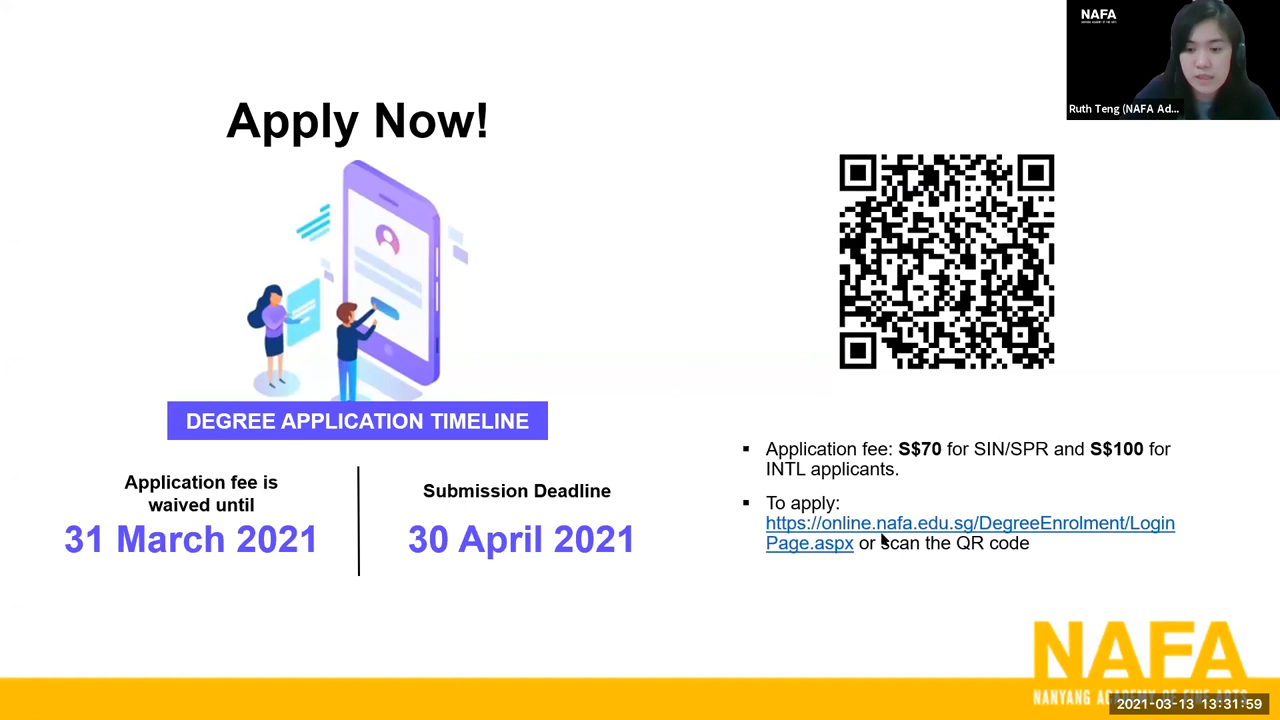 NAFA
Ruth Teng (NAFA Ad...
Apply Now!
DEGREE APPLICATION TIMELINE
Application fee is
waived until
31 March 2021
Submission Deadline
30 April 2021
▪ Application fee: S$70 for SIN/SPR and S$100 for
INTL applicants.
▪ To apply:
https://online.nafa.edu.sg/DegreeEnrolment/Login
Page.aspx or scan the QR code
NAFA
NANYANG ACADEMY OF FINE ARTS
2021-03-13 13:31:59